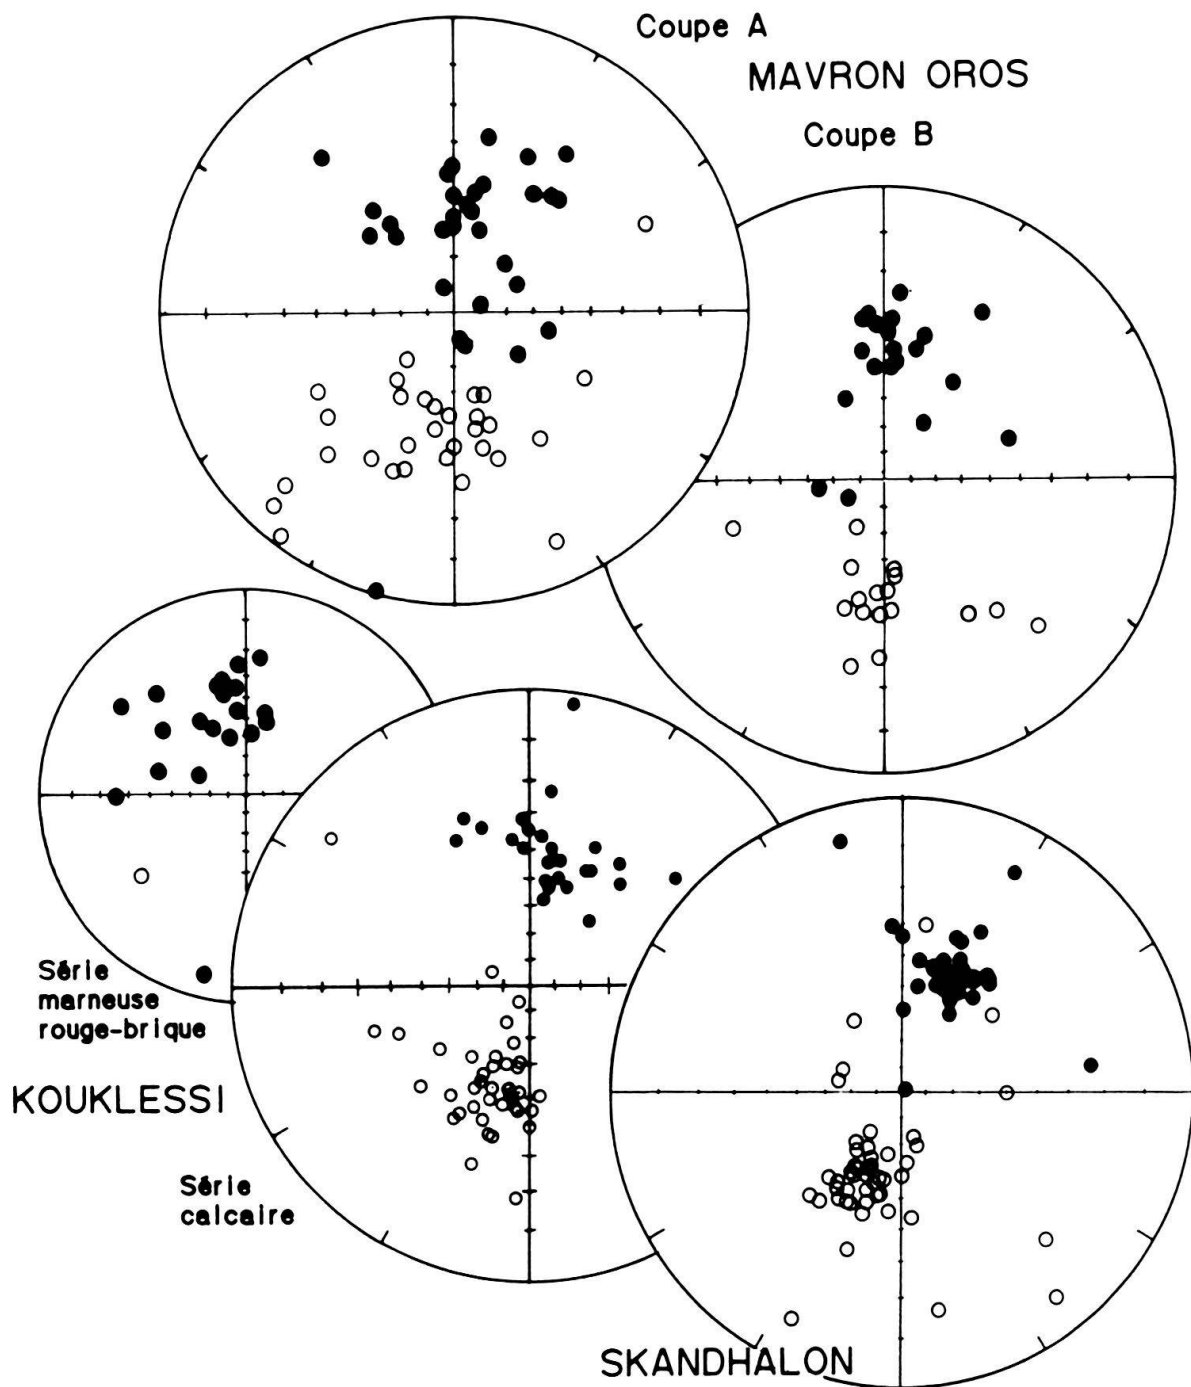 Coupe A
MAVRON OROS
Coupe B
Série
marneuse
rouge-brique
KOUKLESSI
Série
calcaire
SKANDHALON